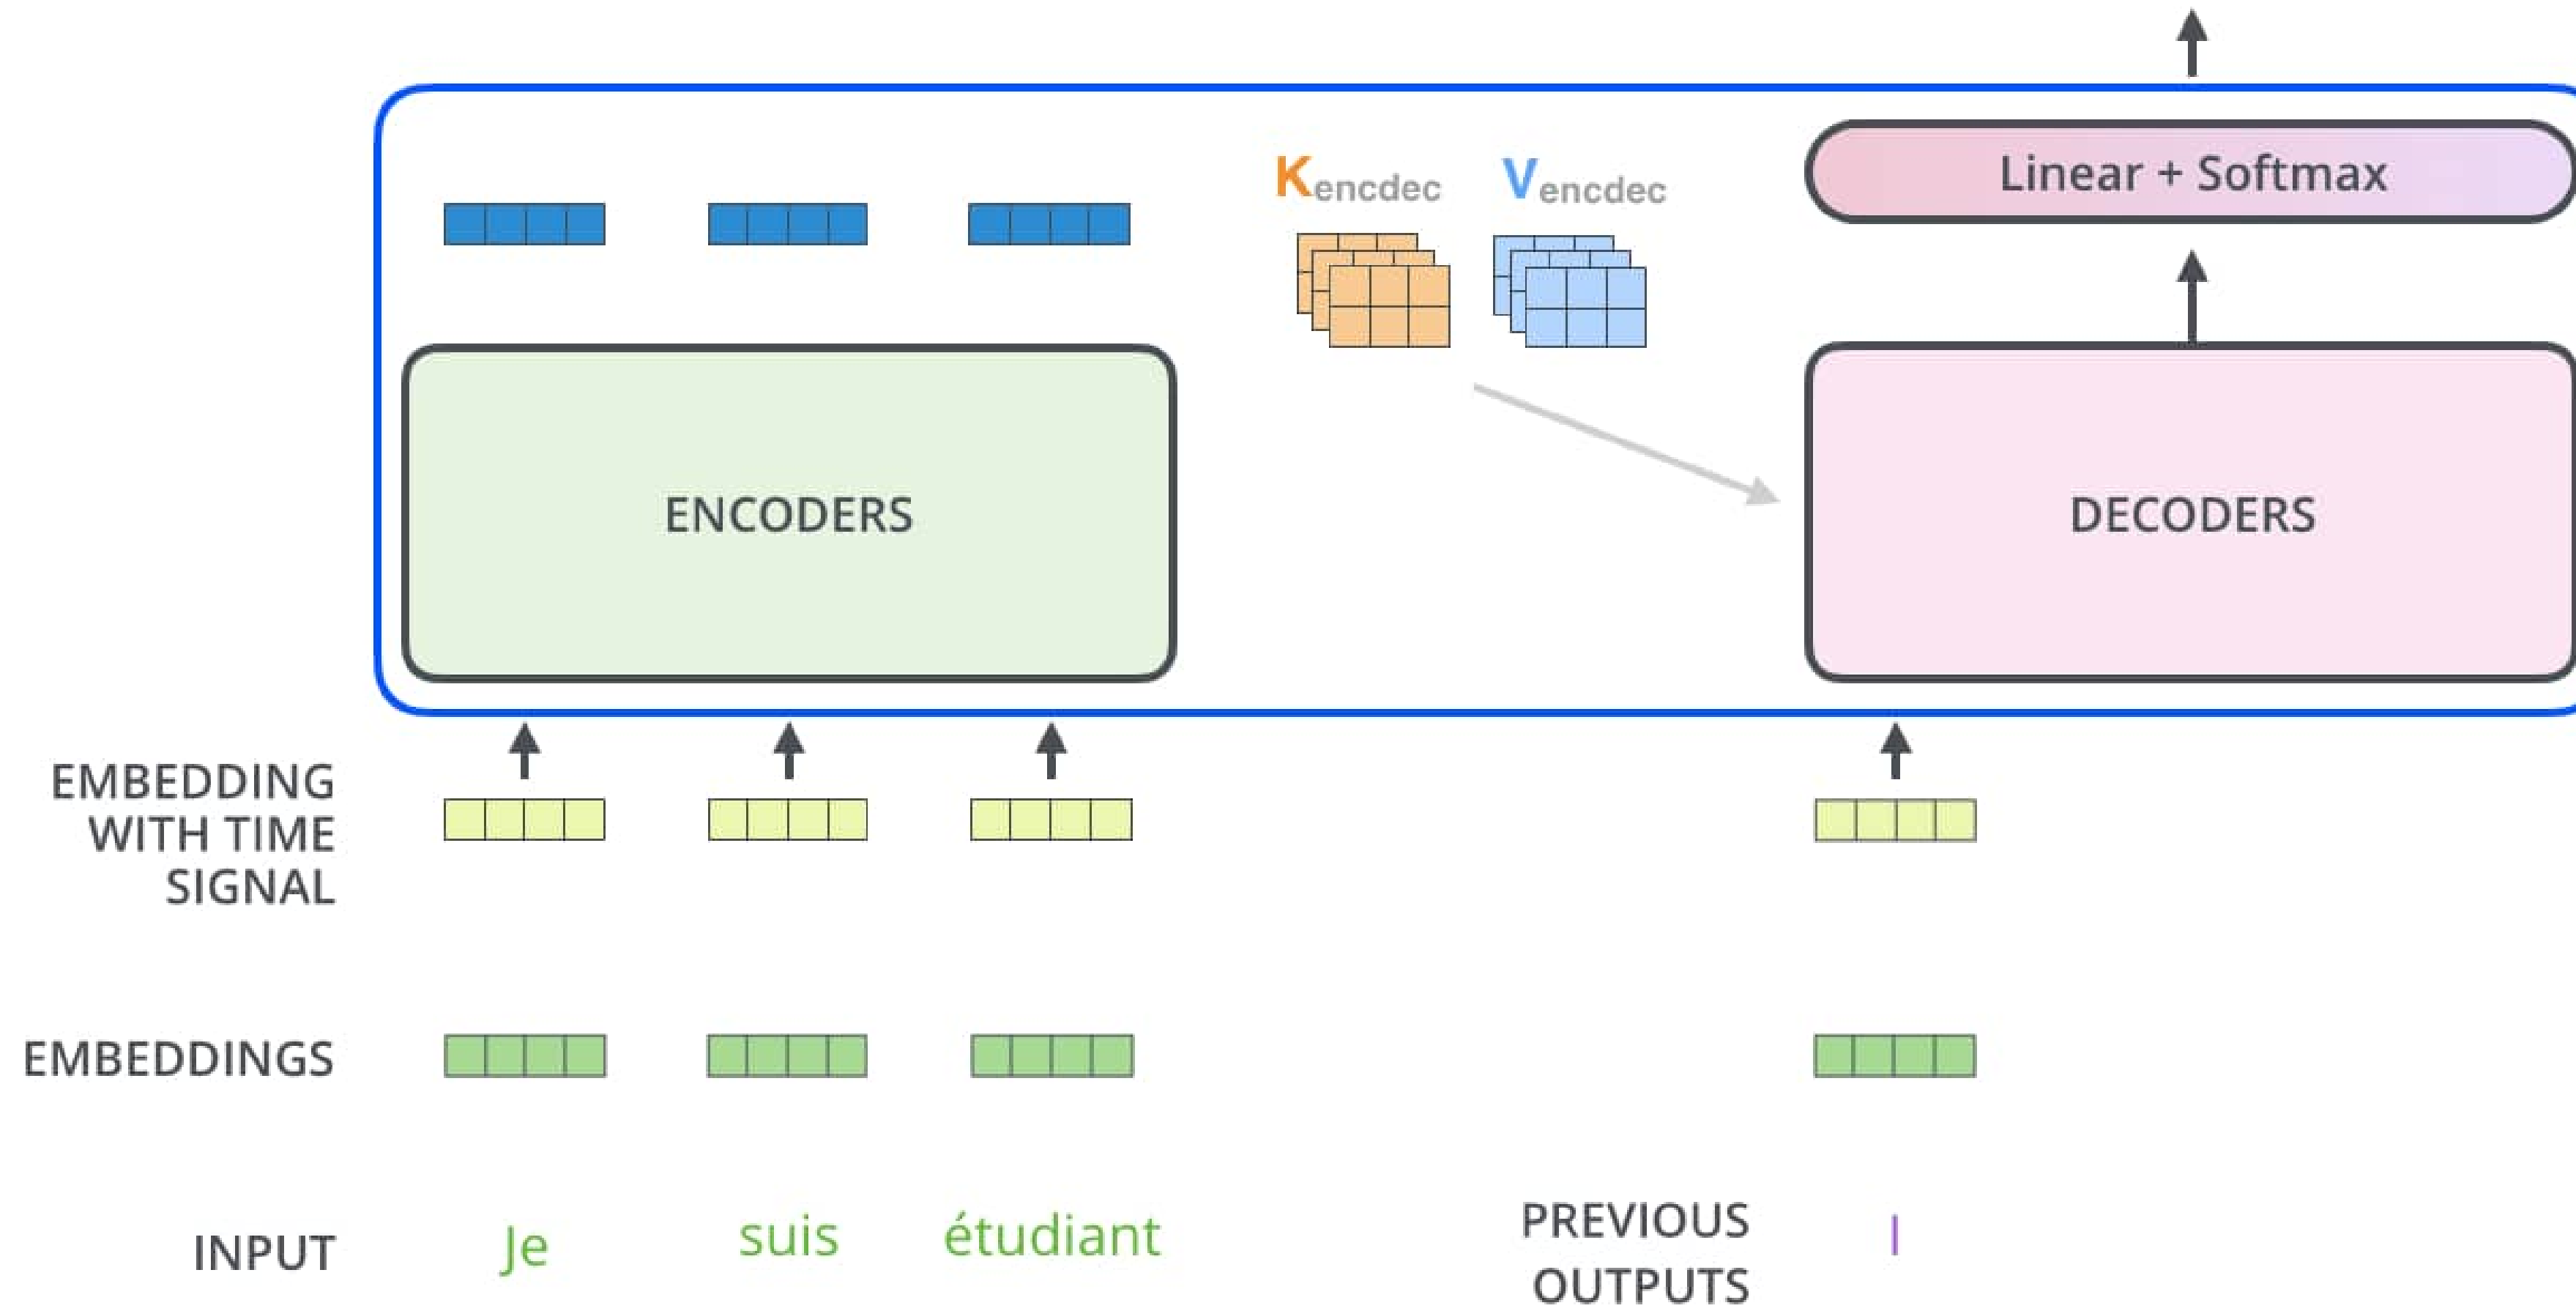 Kencdec Vencdec
Linear + Softmax
ENCODERS
DECODERS
EMBEDDING
WITH TIME
SIGNAL
EMBEDDINGS
INPUT Je suis étudiant
PREVIOUS
OUTPUTS
I